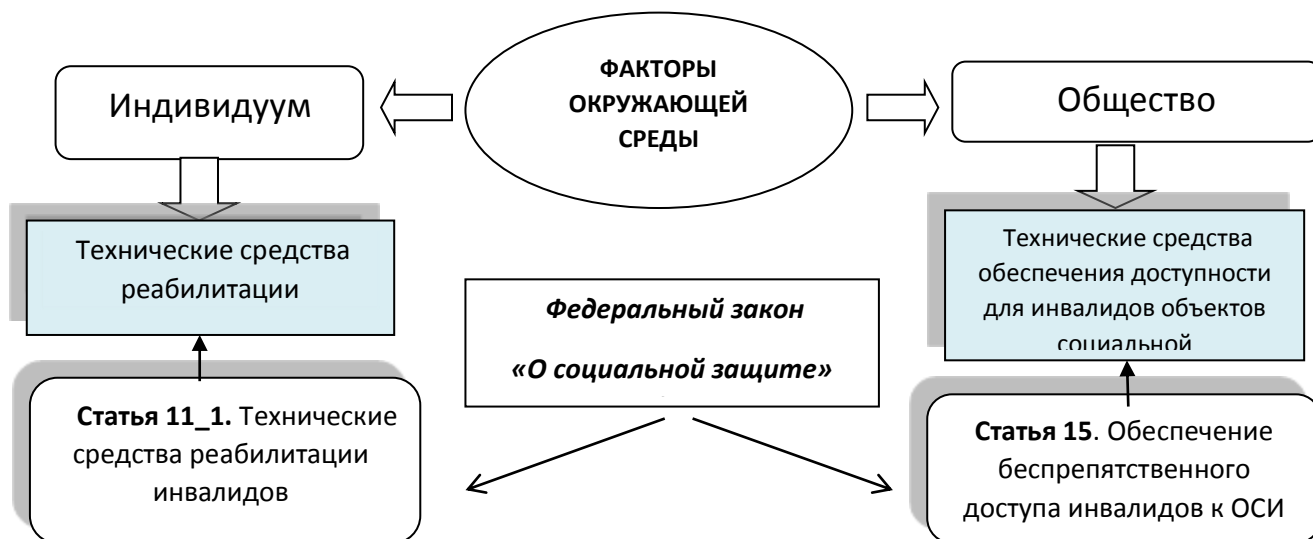 ФАКТОРЫ
ОКРУЖАЮЩЕЙ
СРЕДЫ
Индивидуум
Общество
Технические средства
реабилитации
Технические средства
обеспечения доступности
для инвалидов объектов
социальной
Федеральный закон
«О социальной защите»
Статья 11_1. Технические
средства реабилитации
инвалидов
Статья 15. Обеспечение
беспрепятственного
доступа инвалидов к ОСИ